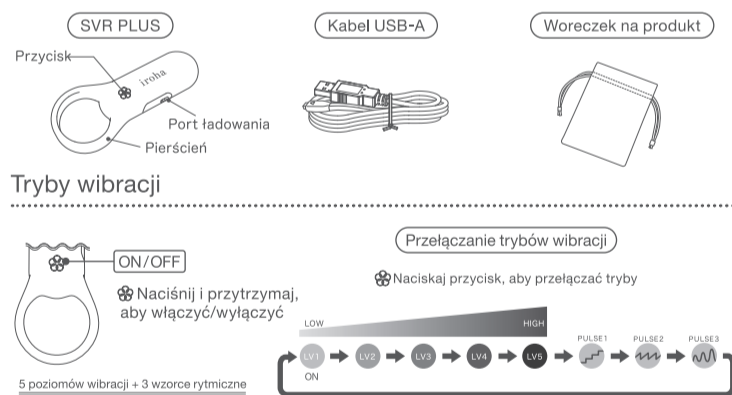 SVR PLUS
Kabel USB-A
Woreczek na produkt
Przycisk
iroha
Port ładowania
Pierścień
Tryby wibracji
ON/OFF
Naciśnij i przytrzymaj,
aby włączyć/wyłączyć
5 poziomów wibracji + 3 wzorce rytmiczne
Przełączanie trybów wibracji
Naciskaj przycisk, aby przełączać tryby
LOW
HIGH
LV1
LV2
LV3
LV4
LV5
PULSE1
PULSE2
PULSE3
ON